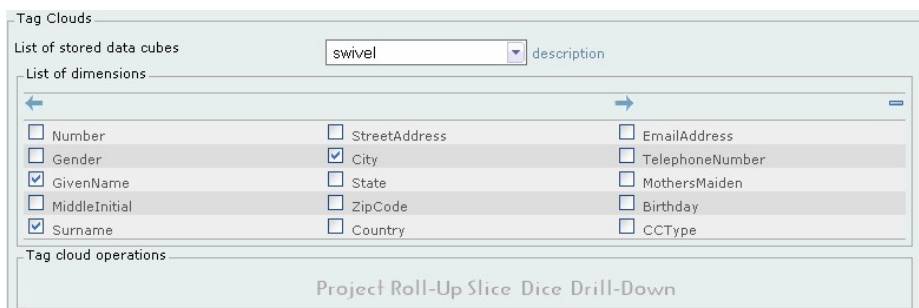 Tag Clouds
List of stored data cubes swivel description
List of dimensions
Number StreetAddress EmailAddress
Gender City TelephoneNumber
GivenName State MothersMaiden
MiddleInitial ZipCode Birthday
Surname Country CCType
Tag cloud operations
Project Roll-Up Slice Dice Drill-Down